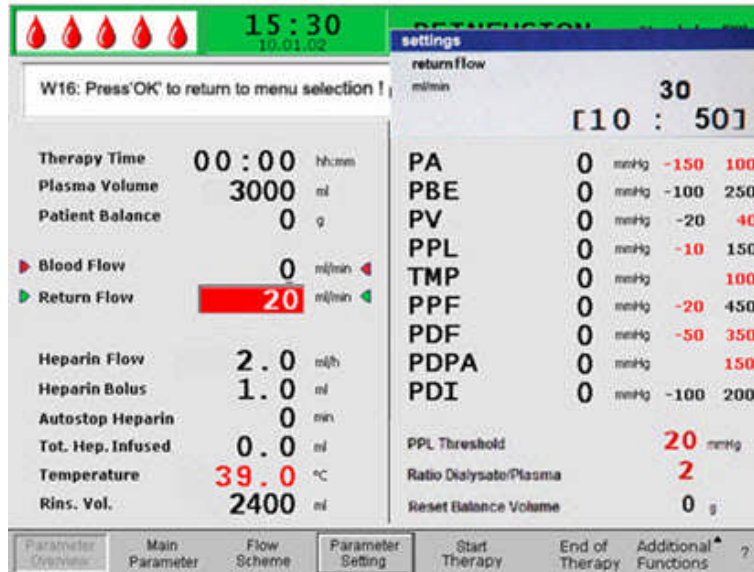 15:30
10.01.02
settings
return flow
ml/min 30
[10 : 50]
W16: Press'OK' to return to menu selection !
Therapy Time 00:00 hh:mm
Plasma Volume 3000 ml
Patient Balance 0 g
Blood Flow 0 ml/min
Return Flow 20 ml/min
Heparin Flow 2.0 ml/h
Heparin Bolus 1.0 ml
Autostop Heparin 0 min
Tot. Hep. Infused 0.0 ml
Temperature 39.0 °C
Rins. Vol. 2400 ml
PA 0 mmHg -150 100
PBE 0 mmHg -100 250
PV 0 mmHg -20 40
PPL 0 mmHg -10 150
TMP 0 mmHg 100
PPF 0 mmHg -20 450
PDF 0 mmHg -50 350
PDPA 0 mmHg 150
PDI 0 mmHg -100 200
PPL Threshold 20 mmHg
Ratio Dialysate/Plasma 2
Reset Balance Volume 0 g
Parameter Overview
Main Parameter
Flow Scheme
Parameter Setting
Start Therapy
End of Therapy
Additional Functions
?